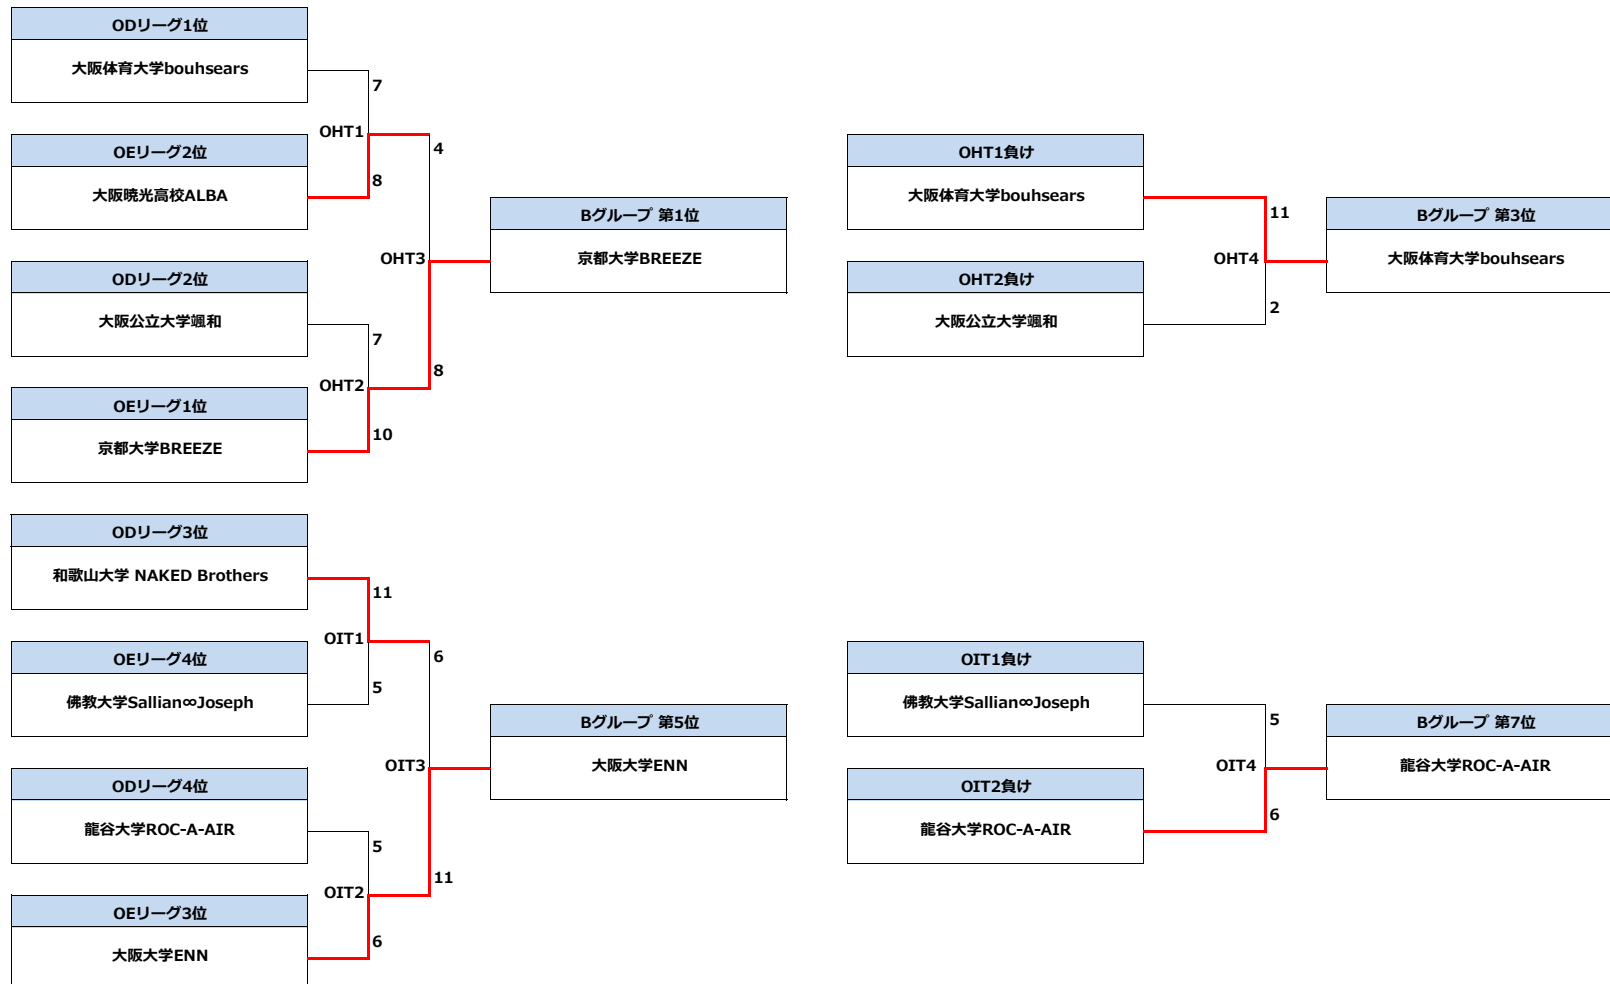 ODリーグ1位
大阪体育大学bouhsears
7
OHT1
OEリーグ2位
大阪暁光高校ALBA
8
4
ODリーグ2位
大阪公立大学颯和
7
OHT2
OEリーグ1位
京都大学BREEZE
10
OHT3
8
Bグループ 第1位
京都大学BREEZE
OHT1負け
大阪体育大学bouhsears
11
OHT4
OHT2負け
大阪公立大学颯和
2
Bグループ 第3位
大阪体育大学bouhsears
ODリーグ3位
和歌山大学 NAKED Brothers
11
OIT1
OEリーグ4位
佛教大学Sallian∞Joseph
5
6
ODリーグ4位
龍谷大学ROC-A-AIR
5
OIT2
OEリーグ3位
大阪大学ENN
6
OIT3
11
Bグループ 第5位
大阪大学ENN
OIT1負け
佛教大学Sallian∞Joseph
5
OIT4
OIT2負け
龍谷大学ROC-A-AIR
6
Bグループ 第7位
龍谷大学ROC-A-AIR